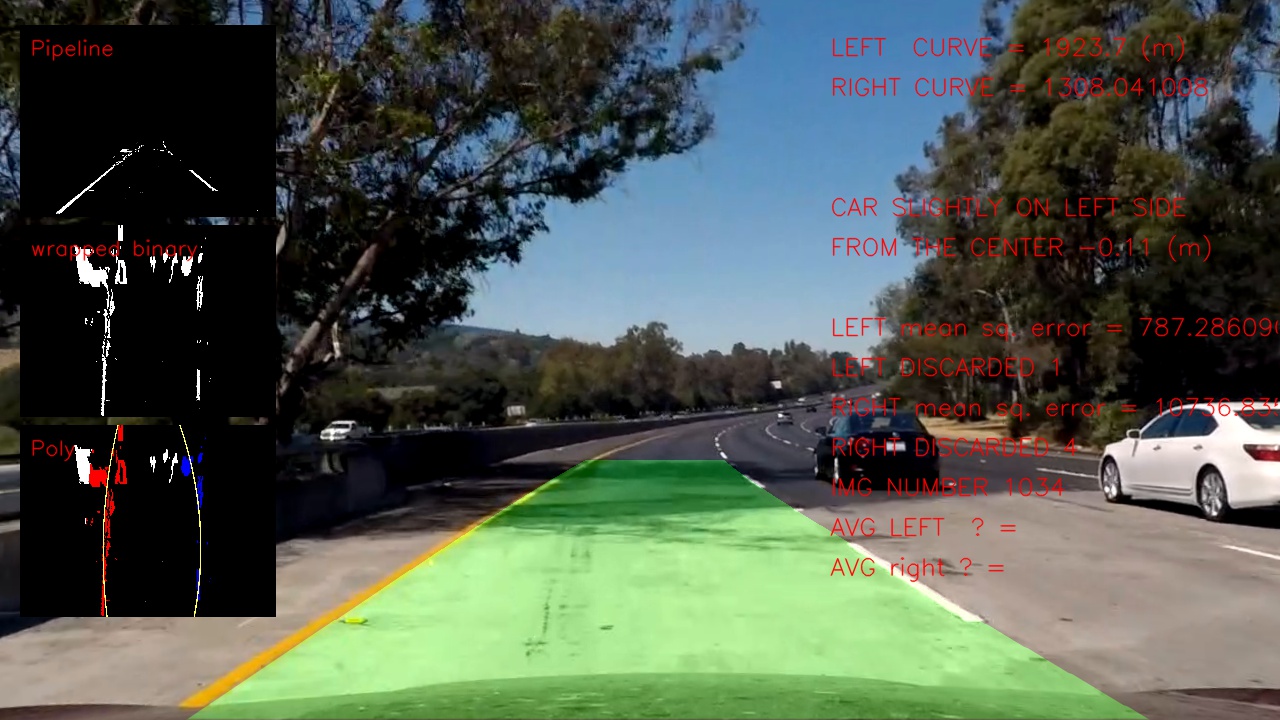 Pipeline
wrapped binary
Poly
LEFT CURVE = 1923.7 (m)
RIGHT CURVE = 1308.041008
CAR SLIGHTLY ON LEFT SIDE
FROM THE CENTER -0.11 (m)
LEFT mean sq. error = 787.286090
LEFT DISCARDED 1
RIGHT mean sq. error = 10736.835
RIGHT DISCARDED 4
IMG NUMBER 1034
AVG LEFT ? =
AVG right ? =